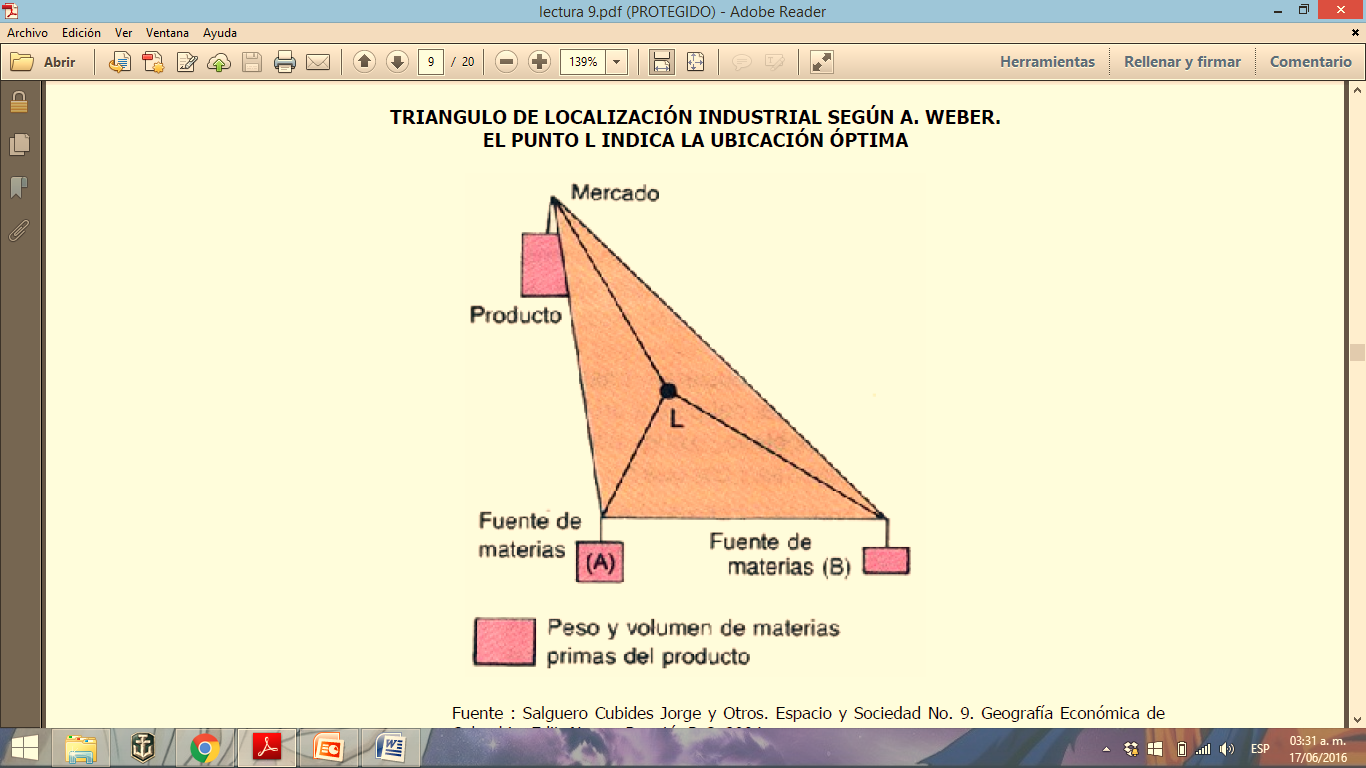 lectura 9.pdf (PROTEGIDO) - Adobe Reader
Archivo Edición Ver Ventana Ayuda
Abrir 9 / 20 139% Herramientas Rellenar y firmar Comentario
TRIANGULO DE LOCALIZACIÓN INDUSTRIAL SEGÚN A. WEBER.
EL PUNTO L INDICA LA UBICACIÓN ÓPTIMA
Mercado
Producto
L
Fuente de
materias
(A)
Fuente de
materias (B)
Peso y volumen de materias
primas del producto
Fuente : Salguero Cubides Jorge y Otros. Espacio y Sociedad No. 9. Geografía Económica de
ESP
03:31 a. m.
17/06/2016